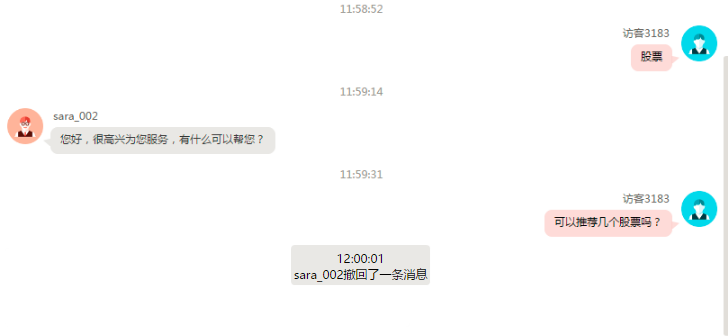 11:58:52
访客3183
股票
11:59:14
sara_002
您好，很高兴为您服务，有什么可以帮您？
11:59:31
访客3183
可以推荐几个股票吗？
12:00:01
sara_002撤回了一条消息